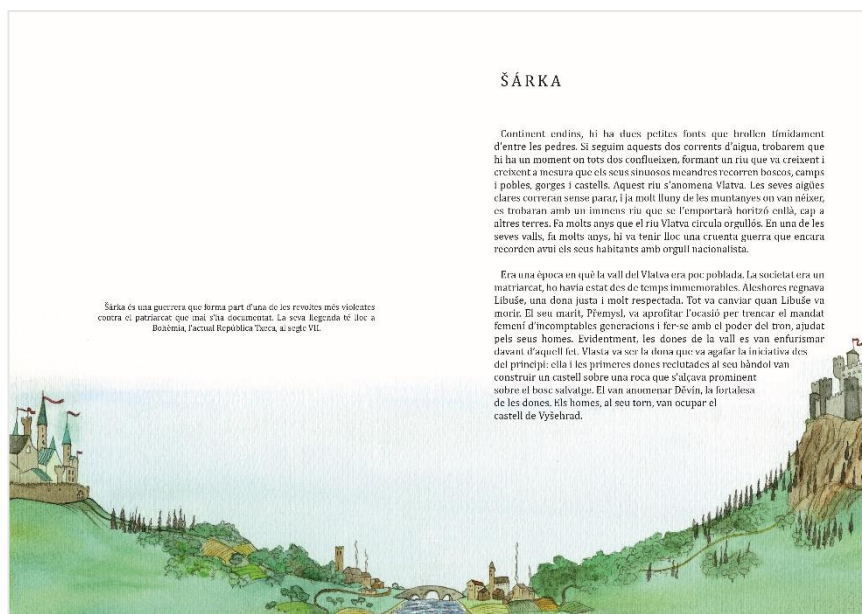 Šárka és una guerrera que forma part d'una de les revoltes més violentes
contra el patriarcat que mai s'ha documentat. La seva llegenda té lloc a
Bohèmia, l'actual República Txeca, al segle VII.
ŠÁRKA
Continent endins, hi ha dues petites fonts que brollen tímidament
d'entre les pedres. Si seguim aquests dos corrents d'aigua, trobarem que
hi ha un moment on tots dos conflueixen, formant un riu que va creixent i
creixent a mesura que els seus sinuosos meandres recorren boscos, camps
i pobles, gorges i castells. Aquest riu s'anomena Vlatva. Les seves aigües
clares correran sense parar, i ja molt lluny de les muntanyes on van néixer,
es trobaran amb un immens riu que se l'emportarà horitzó enllà, cap a
altres terres. Fa molts anys que el riu Vlatva circula orgullós. En una de les
seves valls, fa molts anys, hi va tenir lloc una cruenta guerra que encara
recorden avui els seus habitants amb orgull nacionalista.
Era una època en què la vall del Vlatva era poc poblada. La societat era un
matriarcat, ho havia estat des de temps immemorables. Aleshores regnava
Libuše, una dona justa i molt respectada. Tot va canviar quan Libuše va
morir. El seu marit, Přemysl, va aprofitar l'ocasió per trencar el mandat
femení d'incomptables generacions i fer-se amb el poder del tron, ajudat
pels seus homes. Evidentment, les dones de la vall es van enfurismar
davant d'aquell fet. Vlasta va ser la dona que va agafar la iniciativa des
del principi: ella i les primeres dones reclutades al seu bàndol van
construir un castell sobre una roca que s'alçava prominent
sobre el bosc salvatge. El van anomenar Děvín, la fortalesa
de les dones. Els homes, al seu torn, van ocupar el
castell de Vyšehrad.